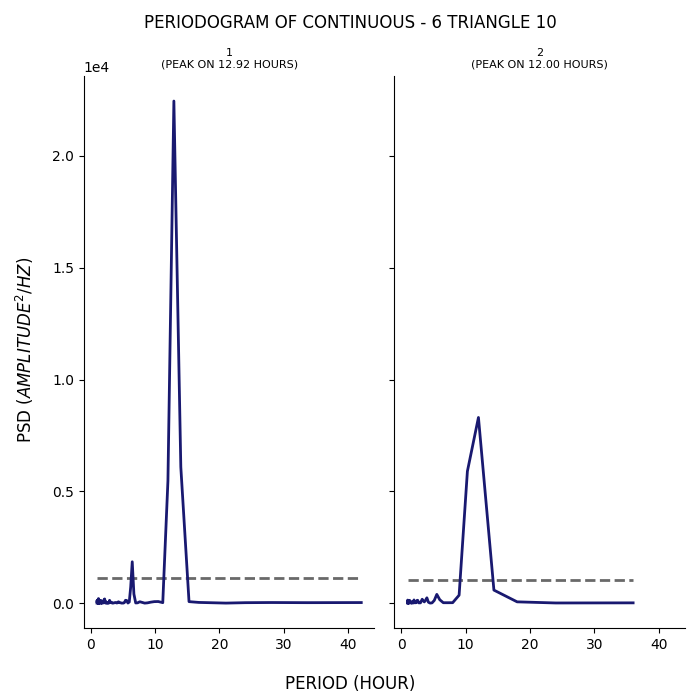 PERIODOGRAM OF CONTINUOUS - 6 TRIANGLE 10
1
(PEAK ON 12.92 HOURS)
2
(PEAK ON 12.00 HOURS)
1e4
2.0
1.5
1.0
0.5
0.0
PSD (AMPLITUDE²/HZ)
0 10 20 30 40
0 10 20 30 40
PERIOD (HOUR)